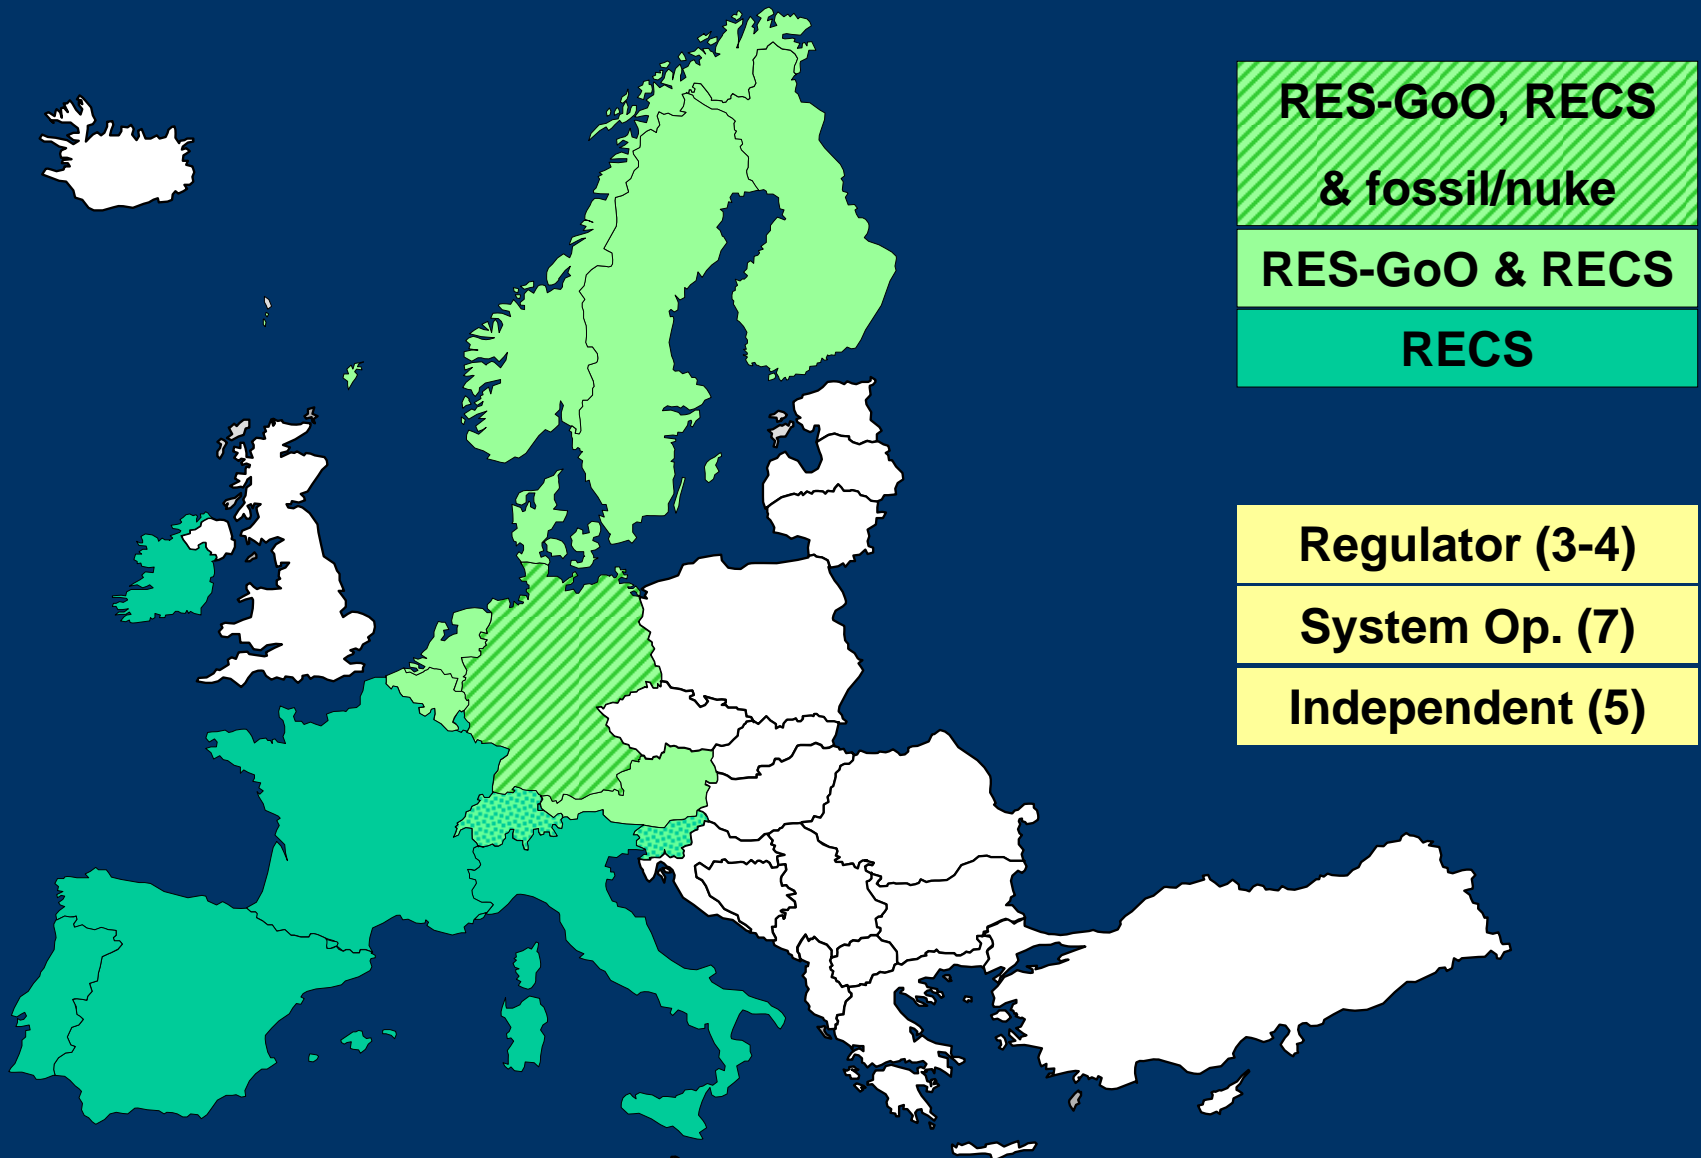 RES-GoO, RECS
& fossil/nuke
RES-GoO & RECS
RECS
Regulator (3-4)
System Op. (7)
Independent (5)